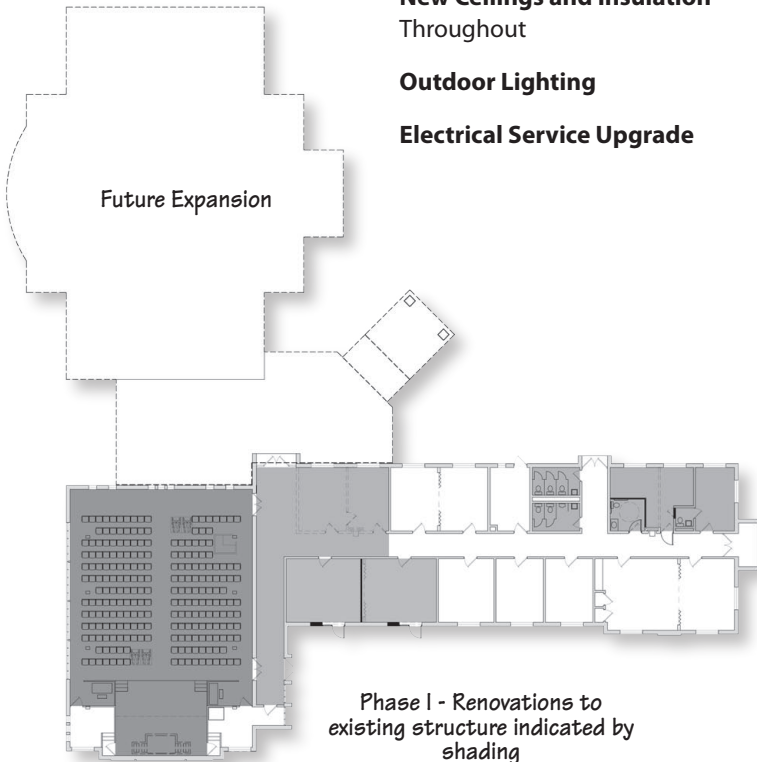 New Ceilings and Insulation
Throughout
Outdoor Lighting
Electrical Service Upgrade
Future Expansion
Phase I - Renovations to
existing structure indicated by
shading